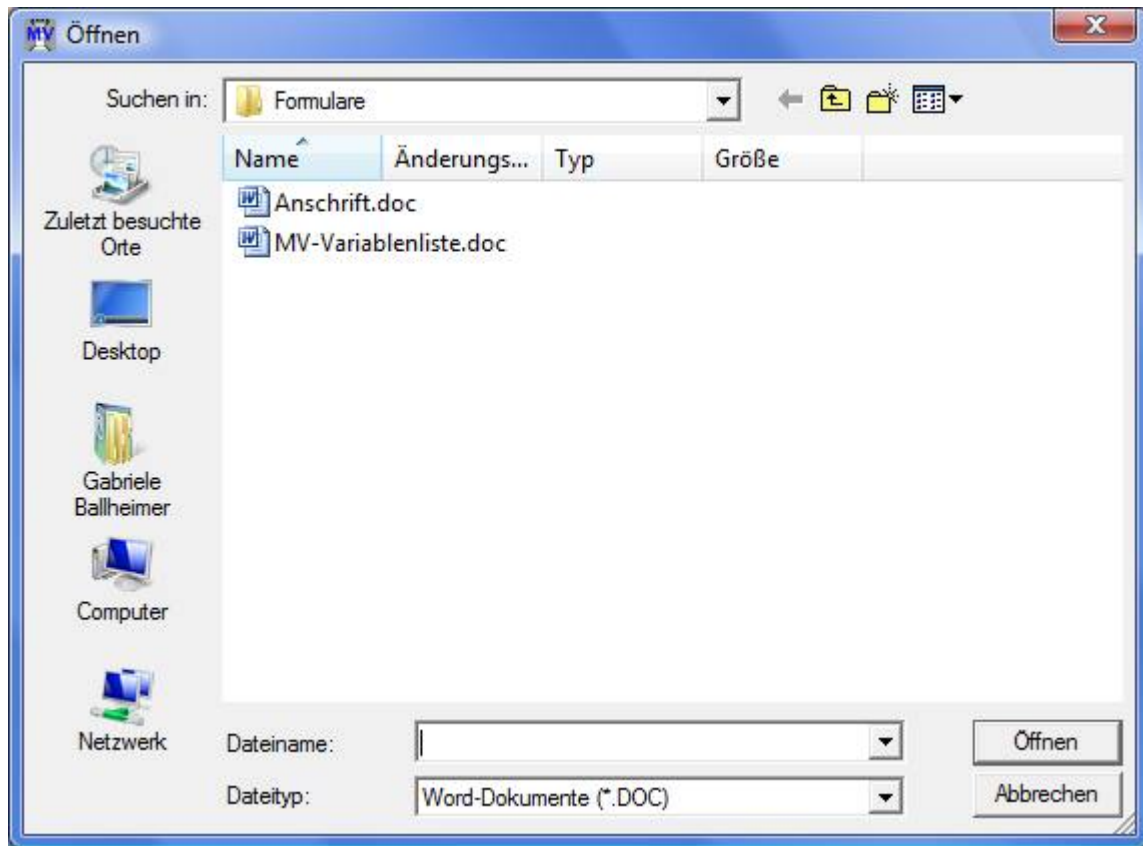 MV Öffnen
Suchen in: Formulare
Name Änderungs... Typ Größe
Anschrift.doc
MV-Variablenliste.doc
Zuletzt besuchte
Orte
Desktop
Gabriele
Ballheimer
Computer
Netzwerk
Dateiname: Öffnen
Dateityp: Word-Dokumente (*.DOC) Abbrechen